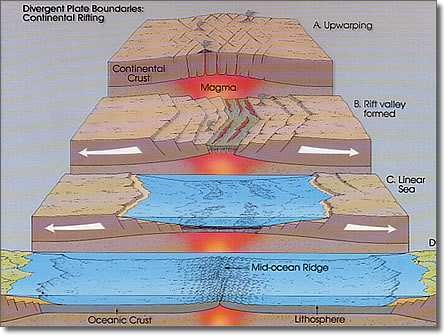 Divergent Plate Boundaries:
Continental Rifting
A. Upwarping
Continental
Crust
Magma
B. Rift valley
formed
C. Linear
Sea
D
Mid-ocean Ridge
Oceanic Crust
Lithosphere